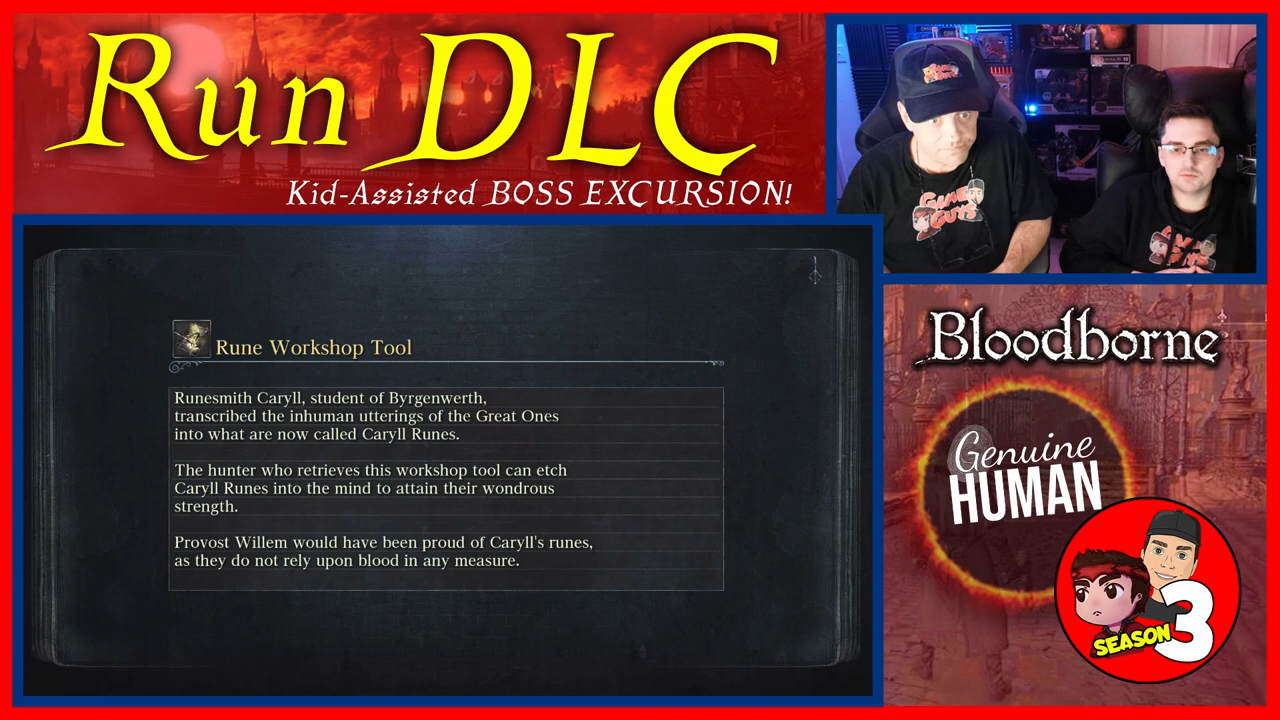 Run DLC
Kid-Assisted BOSS EXCURSION!
GAME
GUYS
Rune Workshop Tool
Runesmith Caryll, student of Byrgenwerth,
transcribed the inhuman utterings of the Great Ones
into what are now called Caryll Runes.
The hunter who retrieves this workshop tool can etch
Caryll Runes into the mind to attain their wondrous
strength.
Provost Willem would have been proud of Caryll's runes,
as they do not rely upon blood in any measure.
Bloodborne
Genuine
HUMAN
SEASON 3